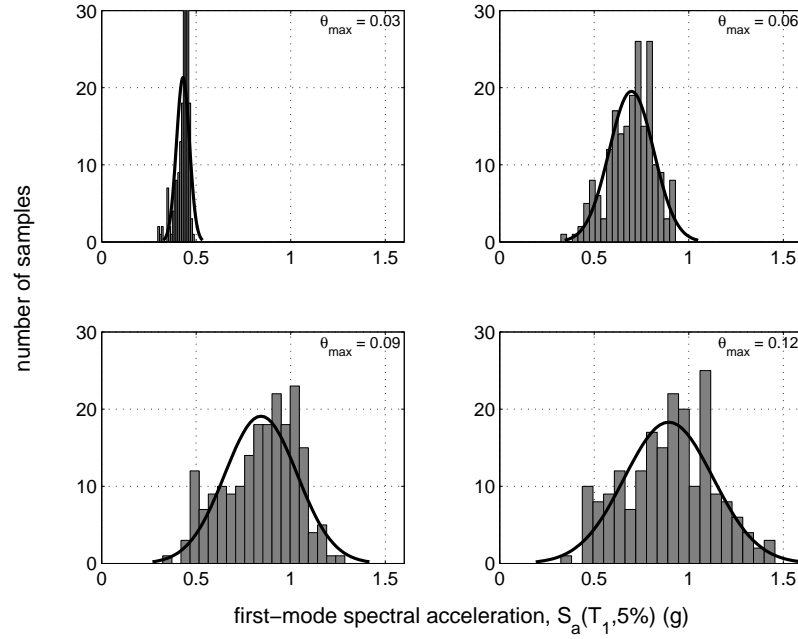 number of samples
θmax = 0.03
30
20
10
0
0 0.5 1 1.5
θmax = 0.06
30
20
10
0
0 0.5 1 1.5
θmax = 0.09
30
20
10
0
0 0.5 1 1.5
θmax = 0.12
30
20
10
0
0 0.5 1 1.5
first−mode spectral acceleration, Sa(T1,5%) (g)